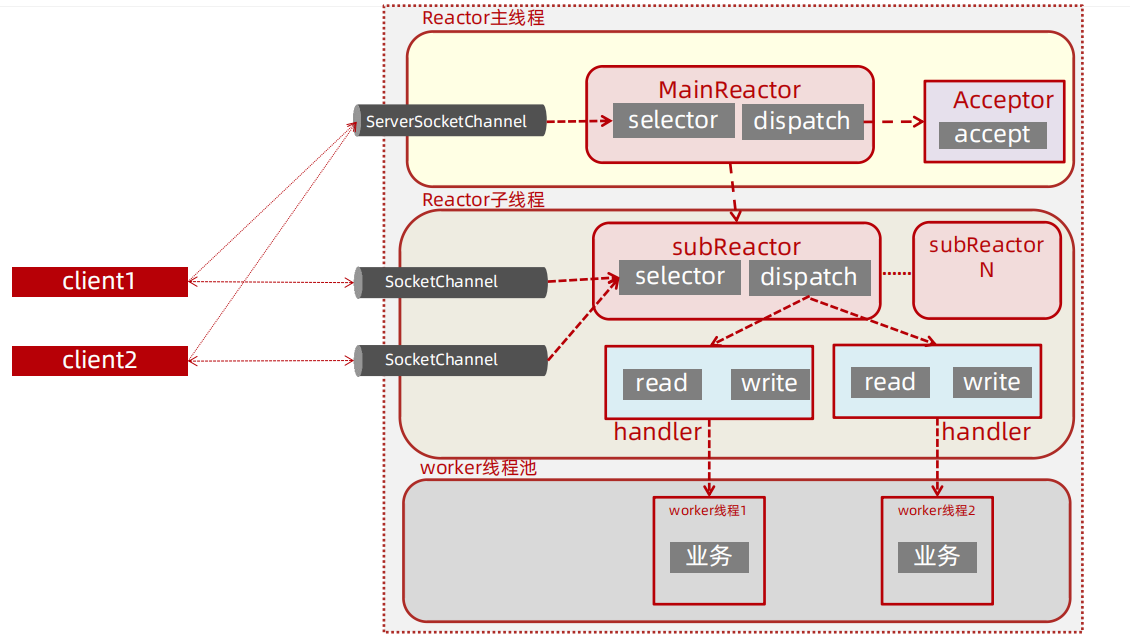 Reactor主线程
MainReactor
selector
dispatch
Acceptor
accept
ServerSocketChannel
Reactor子线程
subReactor
selector
dispatch
subReactor
N
client1
SocketChannel
client2
SocketChannel
read
write
read
write
handler
handler
worker线程池
worker线程1
业务
worker线程2
业务